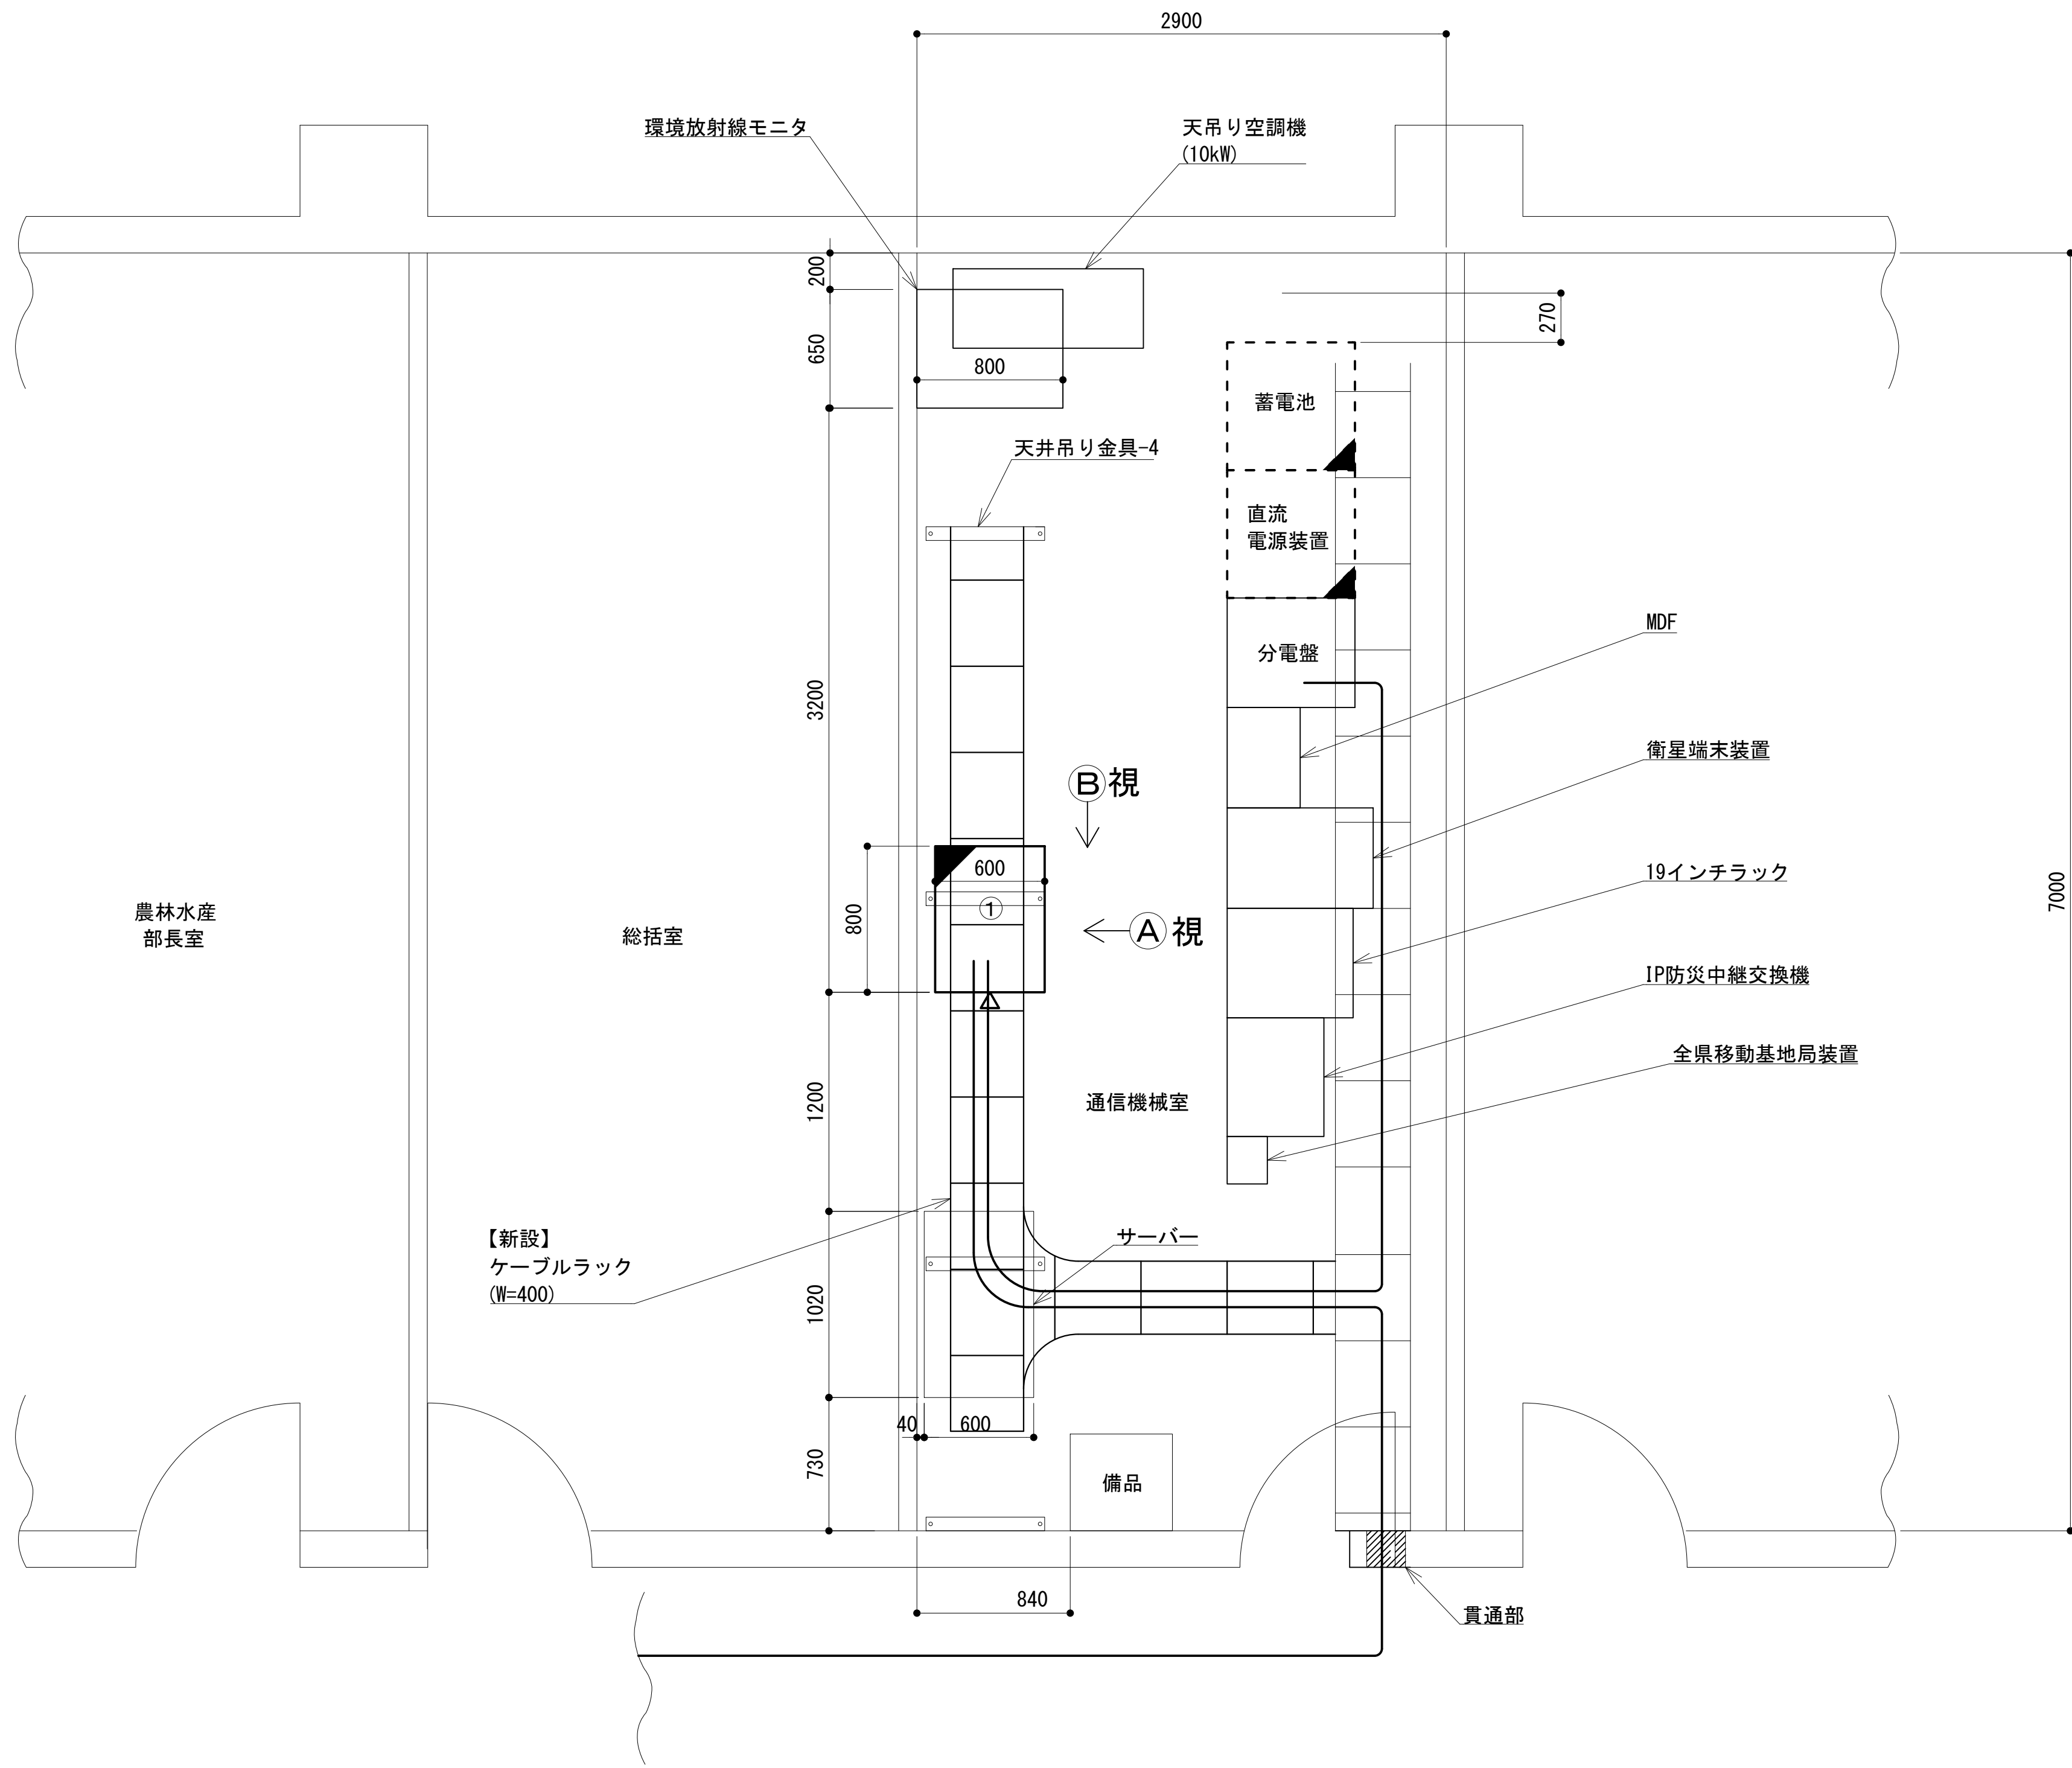 2900
環境放射線モニタ
天吊り空調機
(10kW)
200
650
800
270
蓄電池
天井吊り金具-4
直流
電源装置
MDF
分電盤
3200
衛星端末装置
B視
600
19インチラック
800
①
A視
7000
農林水産
部長室
総括室
IP防災中継交換機
全県移動基地局装置
1200
通信機械室
【新設】
ケーブルラック
(W=400)
サーバー
1020
40
600
730
備品
840
貫通部